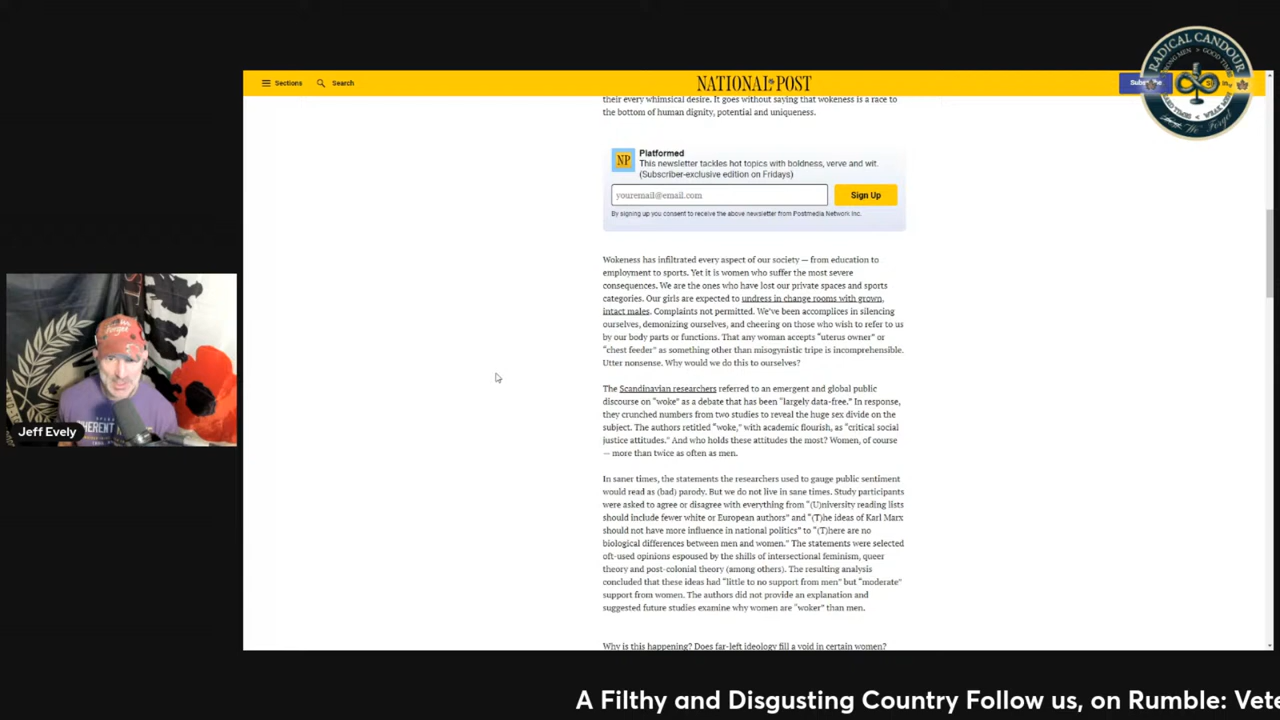 Sections
Search
NATIONAL POST
RADICAL CANDOUR
their every whimsical desire. It goes without saying that wokeness is a race to
the bottom of human dignity, potential and uniqueness.
NP
Platformed
This newsletter tackles hot topics with boldness, verve and wit.
(Subscriber-exclusive edition on Fridays)
youremail@email.com
Sign Up
By signing up you consent to receive the above newsletter from Postmedia Network Inc.
Wokeness has infiltrated every aspect of our society — from education to
employment to sports. Yet it is women who suffer the most severe
consequences. We are the ones who have lost our private spaces and sports
categories. Our girls are expected to undress in change rooms with grown,
intact males. Complaints not permitted. We've been accomplices in silencing
ourselves, demonizing ourselves, and cheering on those who wish to refer to us
by our body parts or functions. That any woman accepts “uterus owner” or
“chest feeder” as something other than misogynistic tripe is incomprehensible.
Utter nonsense. Why would we do this to ourselves?
The Scandinavian researchers referred to an emergent and global public
discourse on “woke” as a debate that has been “largely data-free.” In response,
they crunched numbers from two studies to reveal the huge sex divide on the
subject. The authors retitled “woke,” with academic flourish, as “critical social
justice attitudes.” And who holds these attitudes the most? Women, of course
— more than twice as often as men.
In saner times, the statements the researchers used to gauge public sentiment
would read as (bad) parody. But we do not live in sane times. Study participants
were asked to agree or disagree with everything from “(U)niversity reading lists
should include fewer white or European authors” and “(T)he ideas of Karl Marx
should not have more influence in national politics” to “(T)here are no
biological differences between men and women.” The statements were selected
oft-used opinions espoused by the shills of intersectional feminism, queer
theory and post-colonial theory (among others). The resulting analysis
concluded that these ideas had “little to no support from men” but “moderate”
support from women. The authors did not provide an explanation and
suggested future studies examine why women are “woker” than men.
Why is this happening? Does far-left ideology fill a void in certain women?
Jeff Evely
A Filthy and Disgusting Country Follow us, on Rumble: Vete